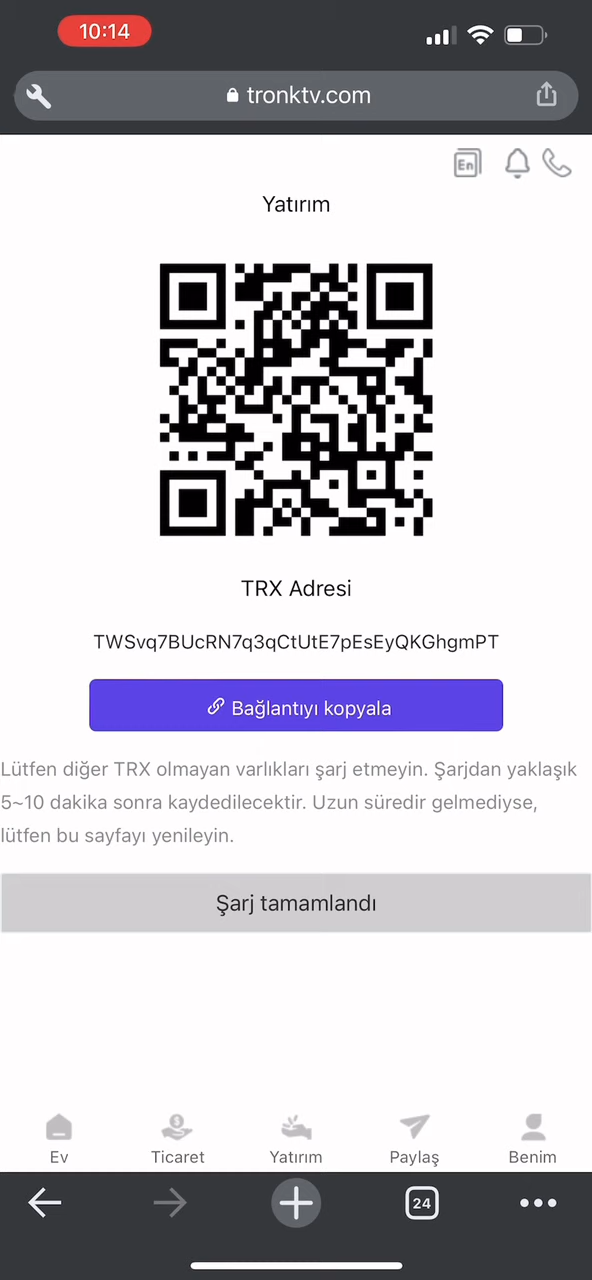 10:14
tronktv.com
En
Yatırım
TRX Adresi
TWSvq7BUcRN7q3qCtUtE7pEsEyQKGhgmPT
Bağlantıyı kopyala
Lütfen diğer TRX olmayan varlıkları şarj etmeyin. Şarjdan yaklaşık
5~10 dakika sonra kaydedilecektir. Uzun süredir gelmediyse,
lütfen bu sayfayı yenileyin.
Şarj tamamlandı
Ev Ticaret Yatırım Paylaş Benim
24